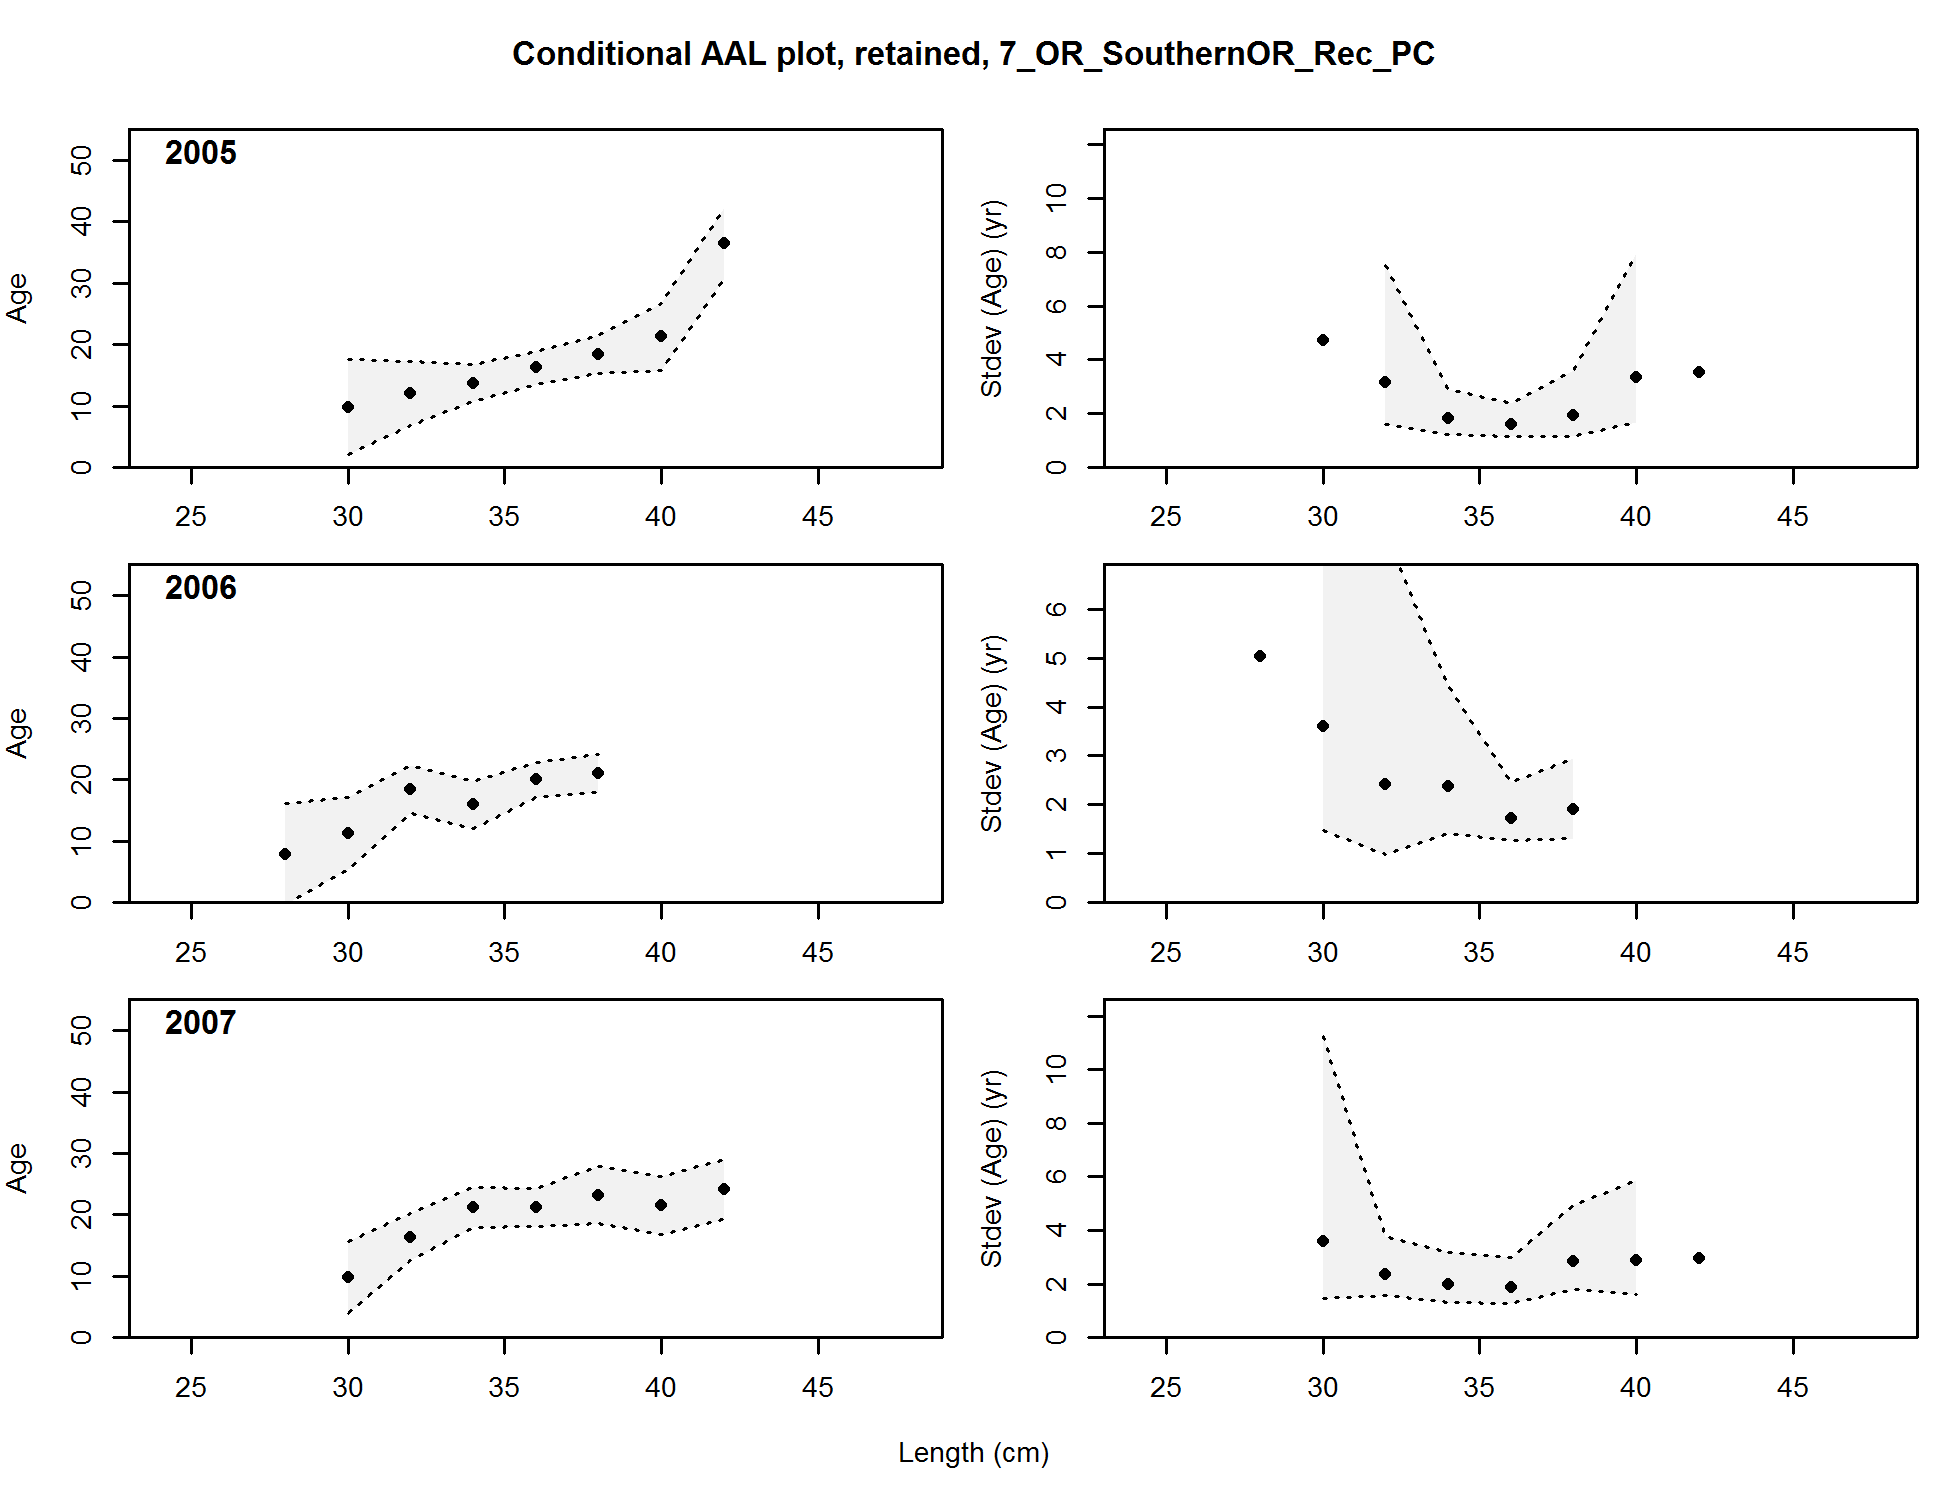 Conditional AAL plot, retained, 7_OR_SouthernOR_Rec_PC
2005
Age
0 10 20 30 40 50
25 30 35 40 45
Stdev (Age) (yr)
0 2 4 6 8 10
25 30 35 40 45
2006
Age
0 10 20 30 40 50
25 30 35 40 45
Stdev (Age) (yr)
0 1 2 3 4 5 6
25 30 35 40 45
2007
Age
0 10 20 30 40 50
25 30 35 40 45
Stdev (Age) (yr)
0 2 4 6 8 10
25 30 35 40 45
Length (cm)